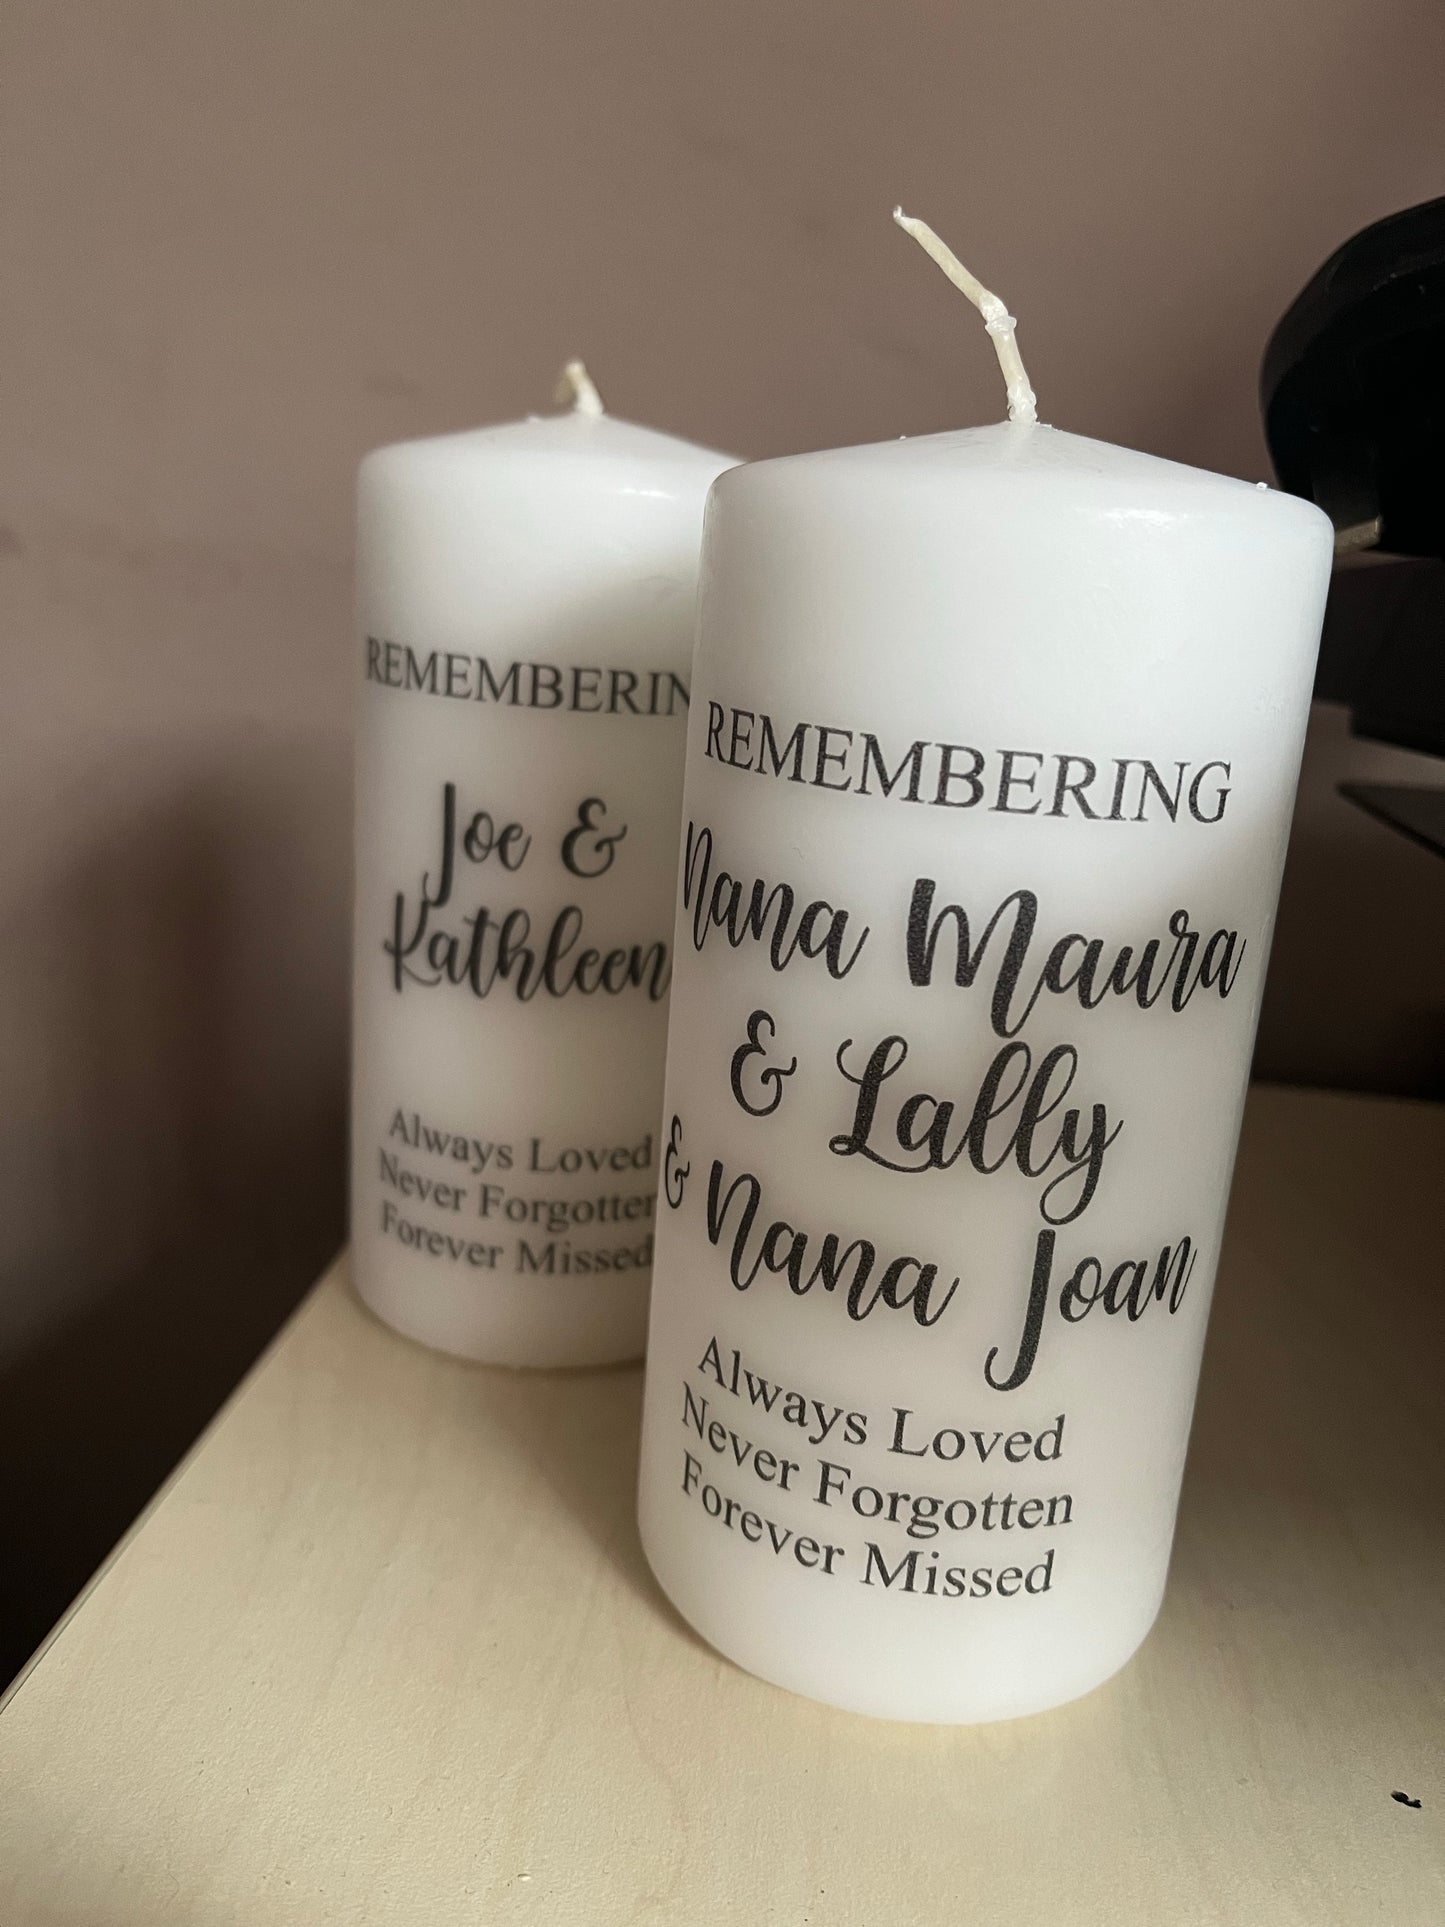 REMEMBERIN
Joe &
Kathleen
Always Loved
Never Forgotten
Forever Missed
REMEMBERING
Nana Maura
& Lally
& Nana Joan
Always Loved
Never Forgotten
Forever Missed